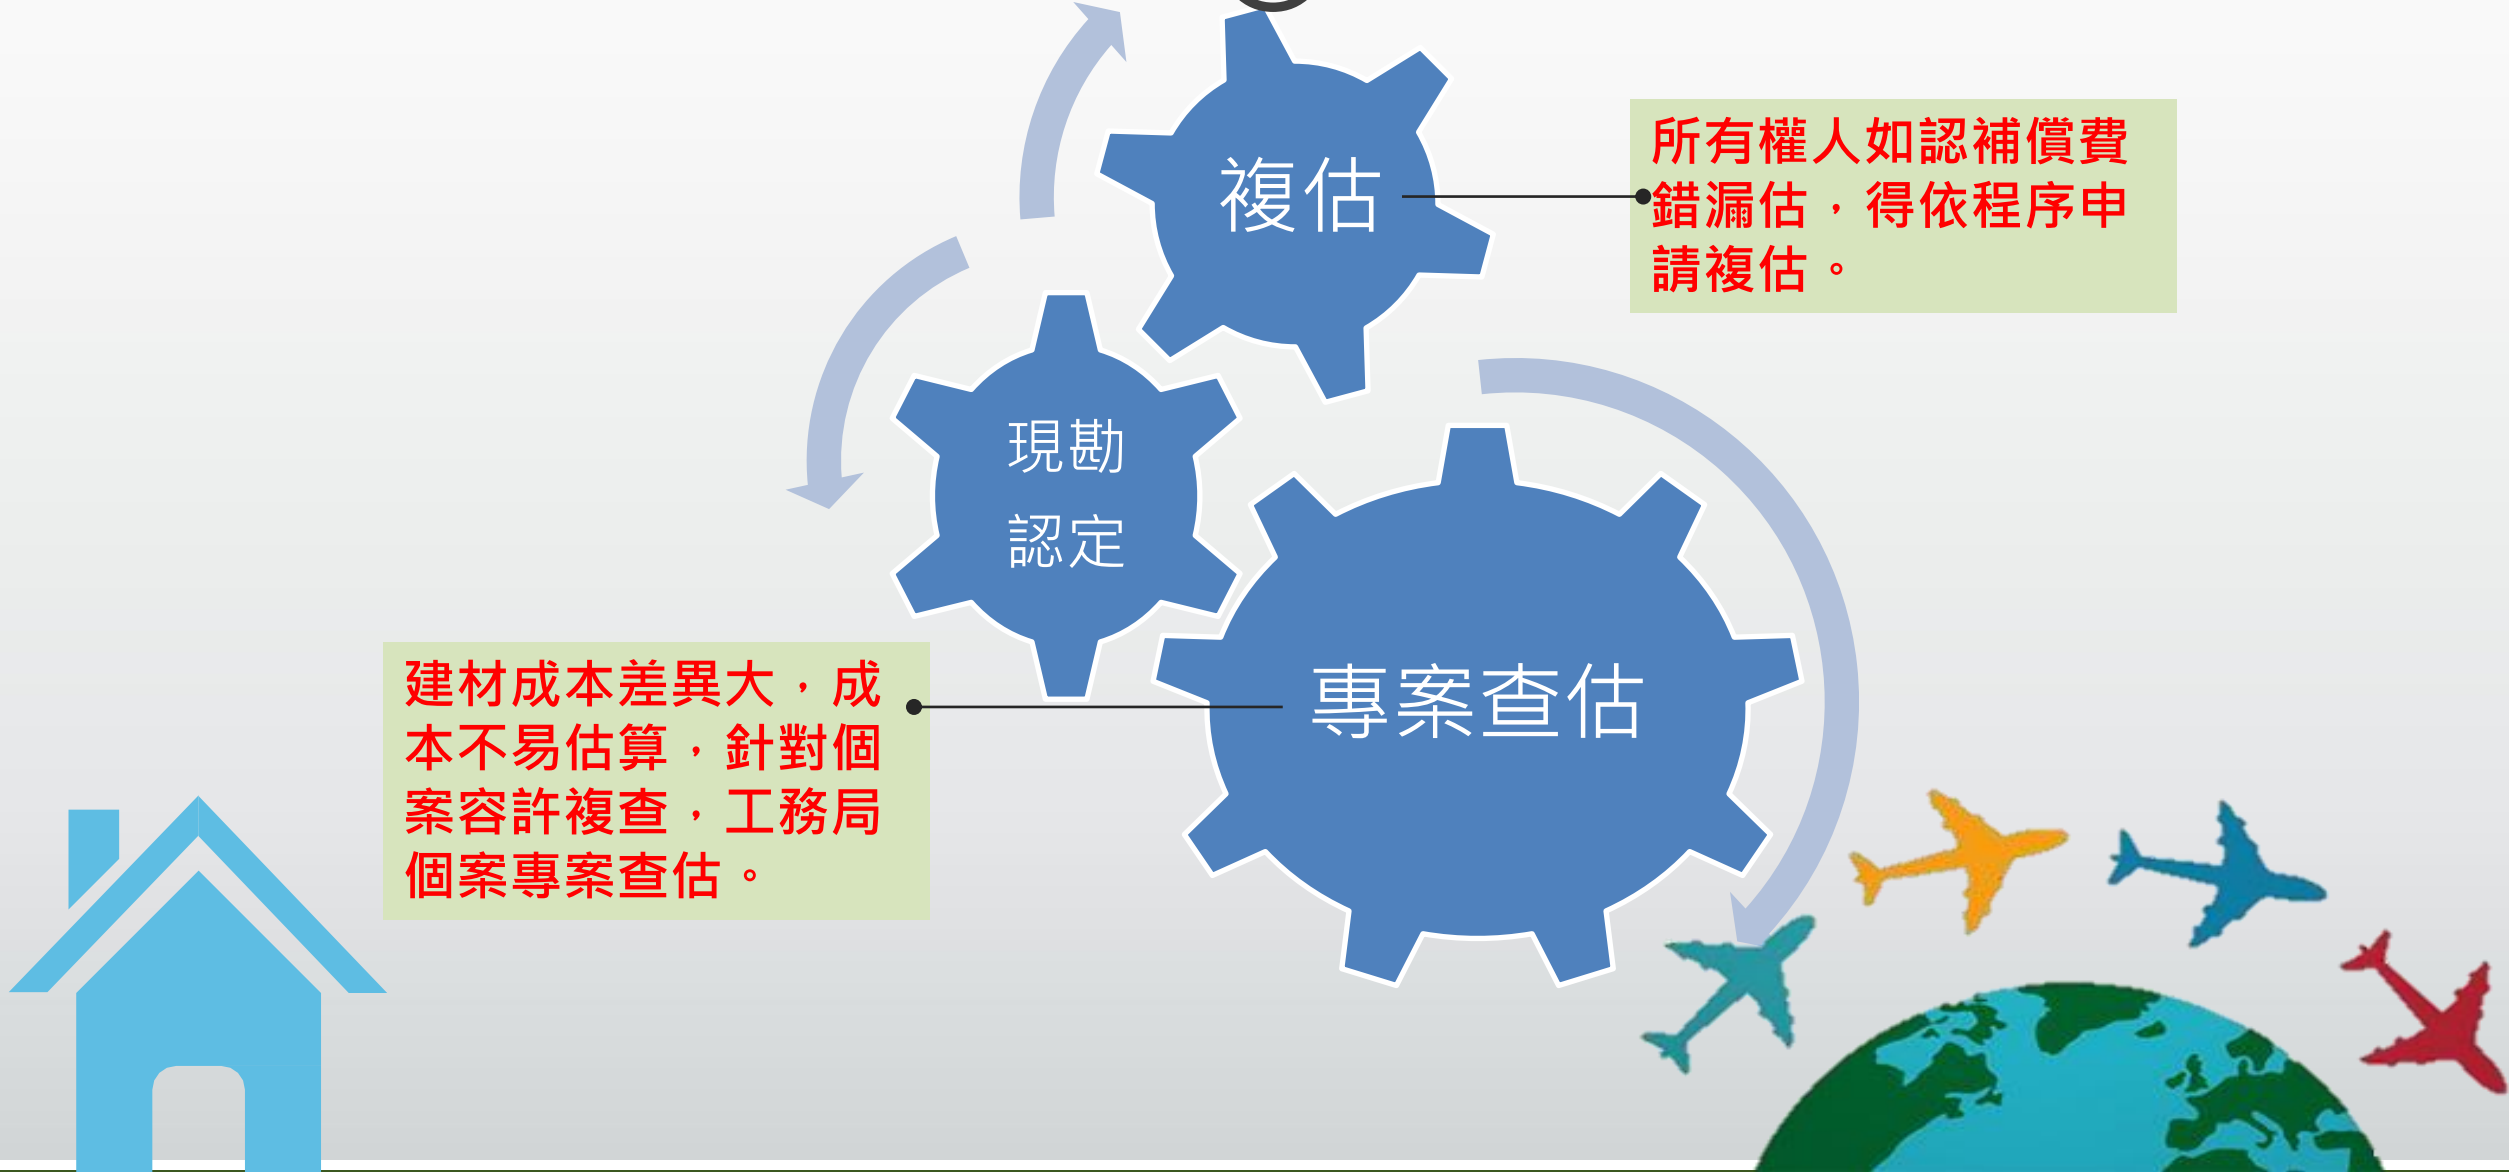 複估
所有權人如認補償費
錯漏估，得依程序申
請複估。
現勘
認定
專案查估
建材成本差異大，成
本不易估算，針對個
案容許複查，工務局
個案專案查估。